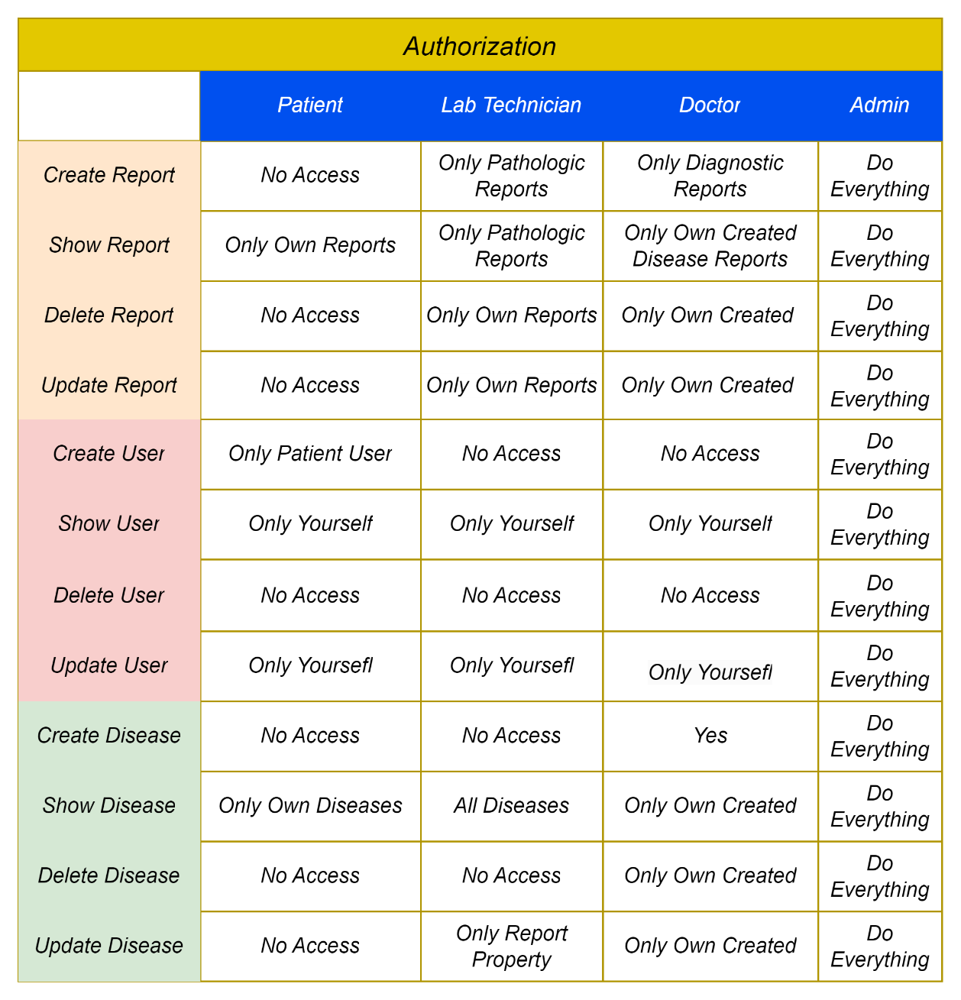 Authorization
Patient Lab Technician Doctor Admin
Create Report No Access Only Pathologic Reports Only Diagnostic Reports Do Everything
Show Report Only Own Reports Only Pathologic Reports Only Own Created Disease Reports Do Everything
Delete Report No Access Only Own Reports Only Own Created Do Everything
Update Report No Access Only Own Reports Only Own Created Do Everything
Create User Only Patient User No Access No Access Do Everything
Show User Only Yourself Only Yourself Only Yourself Do Everything
Delete User No Access No Access No Access Do Everything
Update User Only Yoursefl Only Yoursefl Only Yoursefl Do Everything
Create Disease No Access No Access Yes Do Everything
Show Disease Only Own Diseases All Diseases Only Own Created Do Everything
Delete Disease No Access No Access Only Own Created Do Everything
Update Disease No Access Only Report Property Only Own Created Do Everything